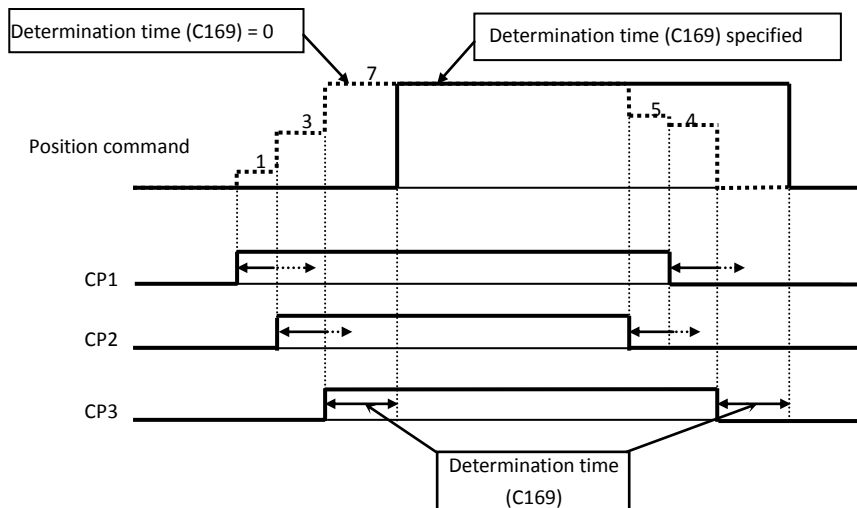 Determination time (C169) = 0
Determination time (C169) specified
7
5
3
4
1
Position command
CP1
CP2
CP3
Determination time
(C169)